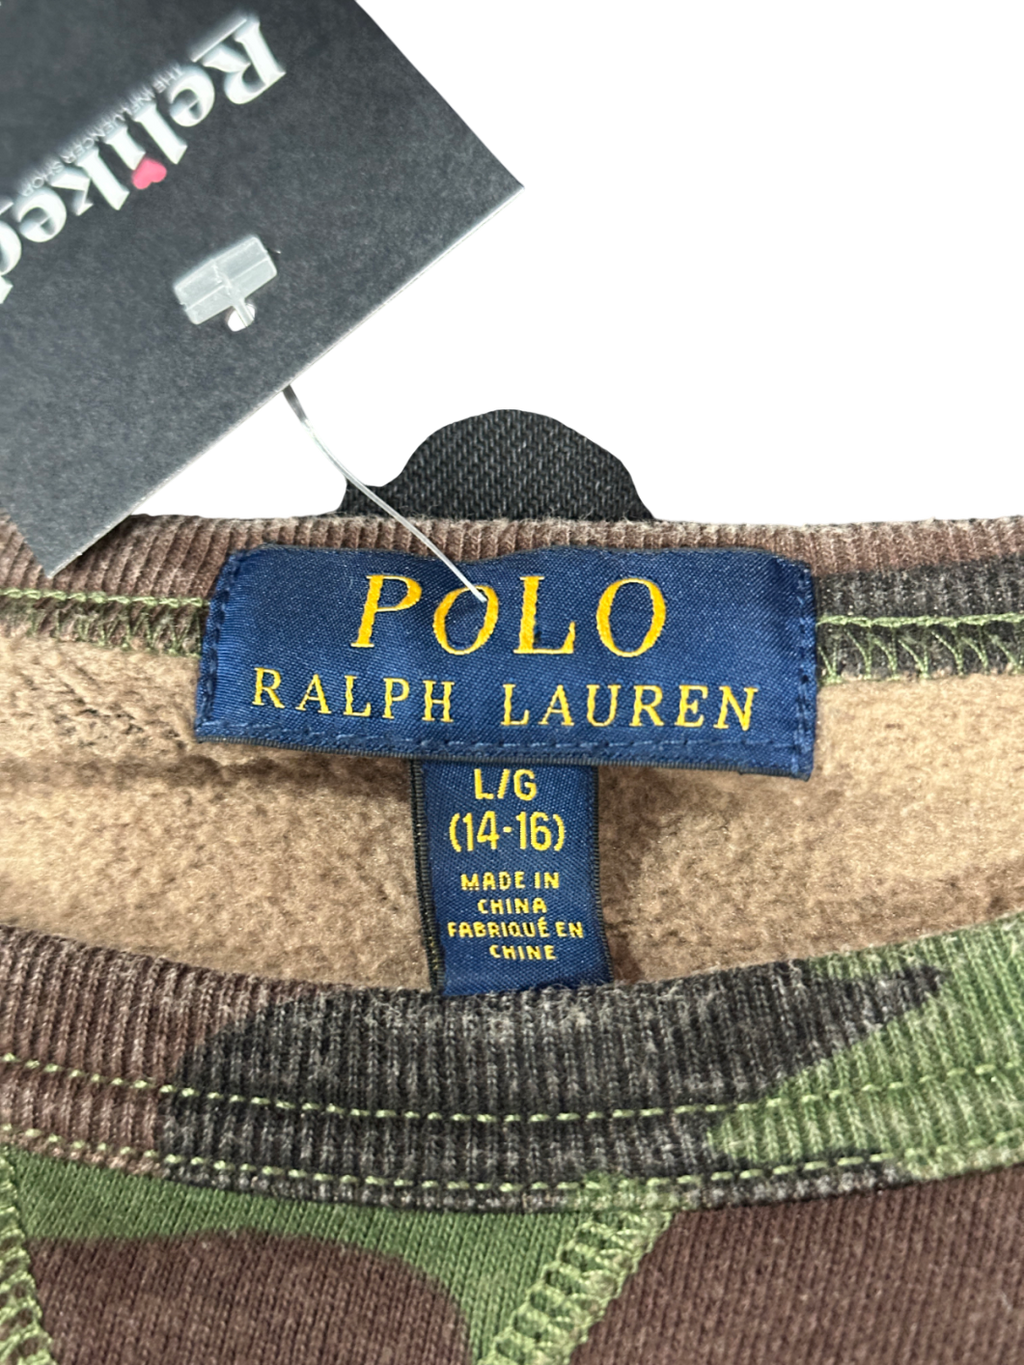 Reliked
THE INFLUENCER SHOP
POLO
RALPH LAUREN
L/G
(14-16)
MADE IN
CHINA
FABRIQUÉ EN
CHINE